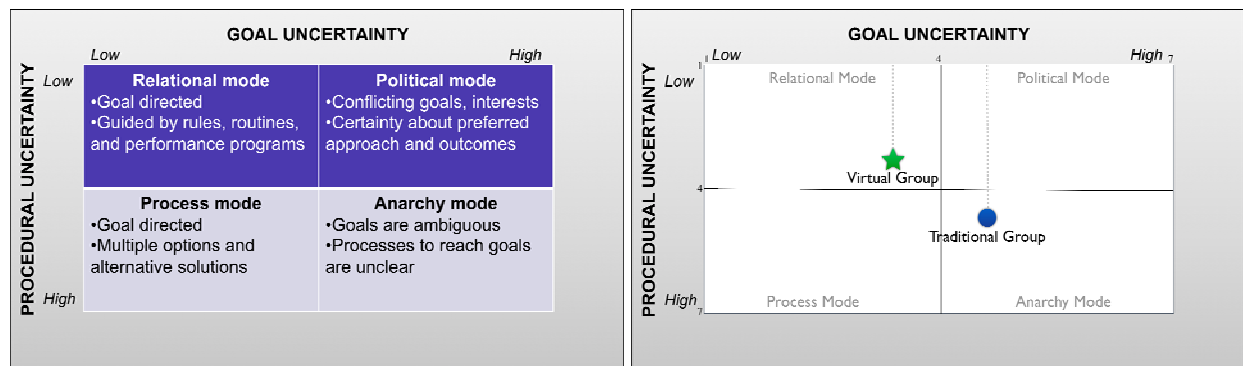 GOAL UNCERTAINTY
Low
High
PROCEDURAL UNCERTAINTY
Low
High
Relational mode
•Goal directed
•Guided by rules, routines,
and performance programs
Political mode
•Conflicting goals, interests
•Certainty about preferred
approach and outcomes
Process mode
•Goal directed
•Multiple options and
alternative solutions
Anarchy mode
•Goals are ambiguous
•Processes to reach goals
are unclear
GOAL UNCERTAINTY
Low
High
1
1
4
7
PROCEDURAL UNCERTAINTY
Low
4
High
7
Relational Mode
Political Mode
Virtual Group
Traditional Group
Process Mode
Anarchy Mode